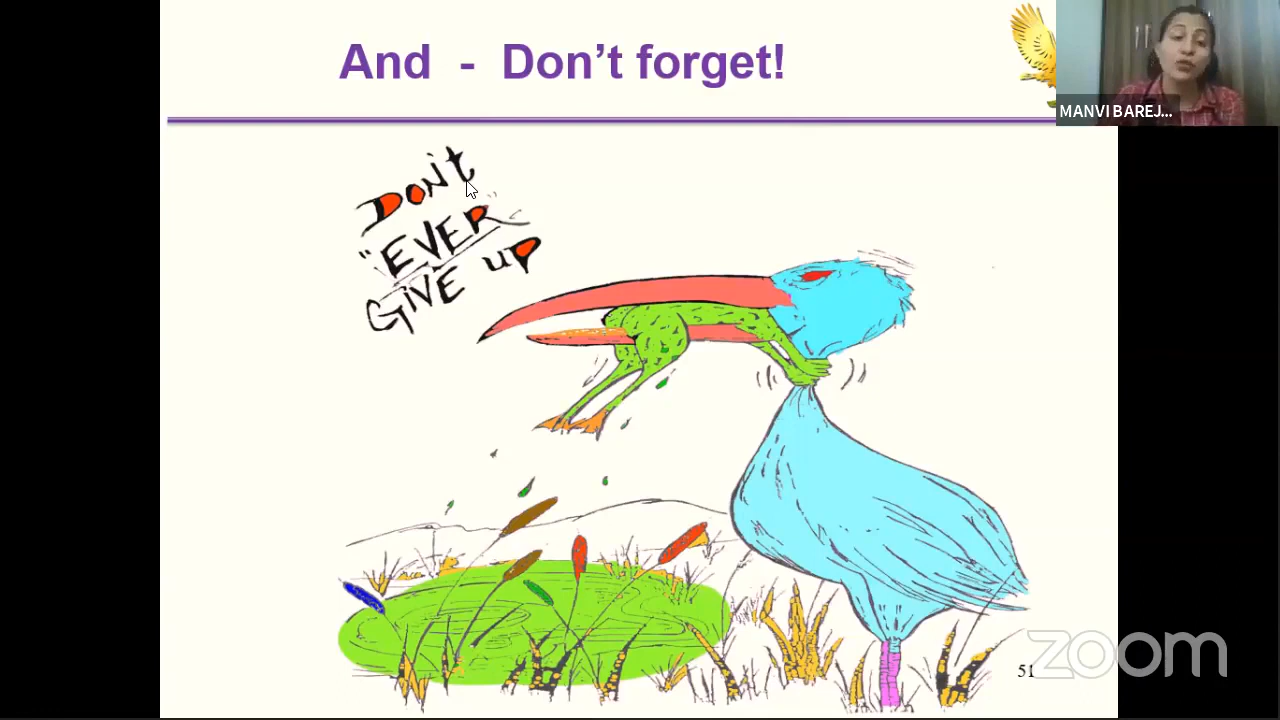 And - Don't forget!
MANVI BAREJ...
Don't
"EVER"
GIVE UP
51
zoom